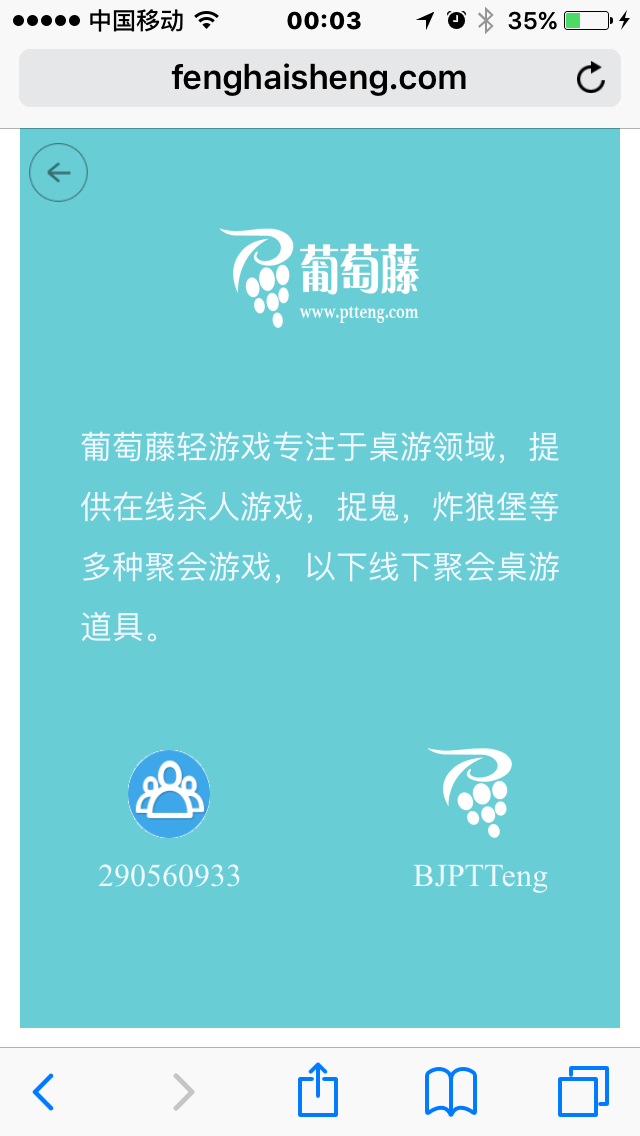 中国移动 00:03 35%
fenghaisheng.com
葡萄藤
www.ptteng.com
葡萄藤轻游戏专注于桌游领域，提
供在线杀人游戏，捉鬼，炸狼堡等
多种聚会游戏，以下线下聚会桌游
道具。
290560933 BJPTTeng